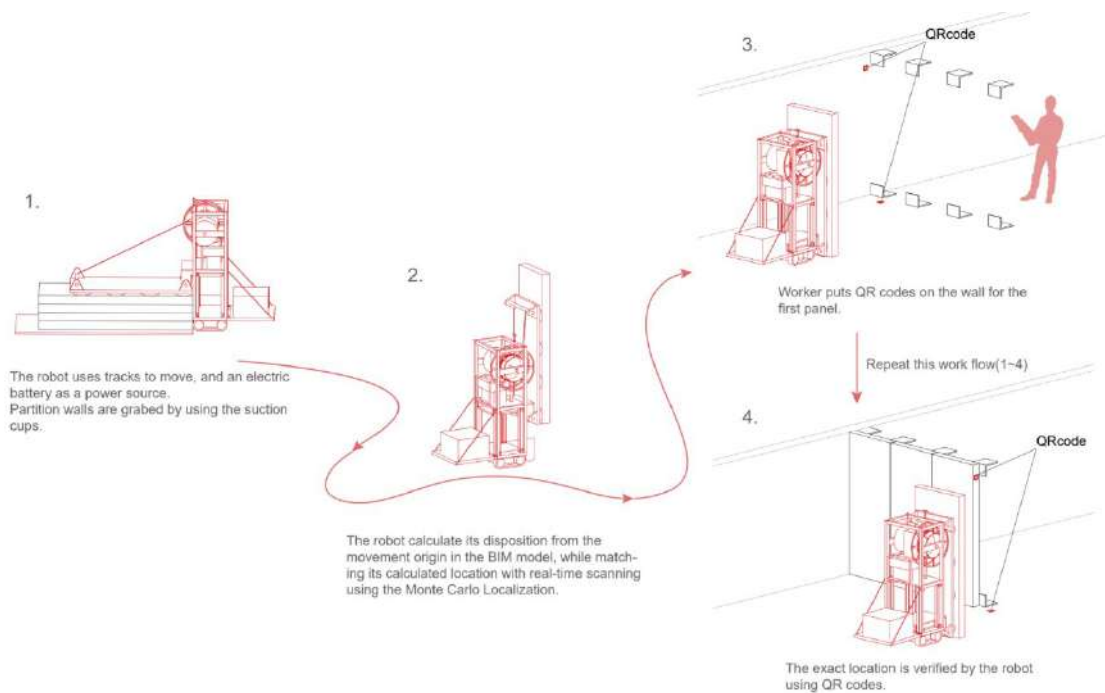 1.
The robot uses tracks to move, and an electric
battery as a power source.
Partition walls are grabed by using the suction
cups.
2.
The robot calculate its disposition from the
movement origin in the BIM model, while match-
ing its calculated location with real-time scanning
using the Monte Carlo Localization.
3.
QRcode
Worker puts QR codes on the wall for the
first panel.
Repeat this work flow(1~4)
4.
QRcode
The exact location is verified by the robot
using QR codes.